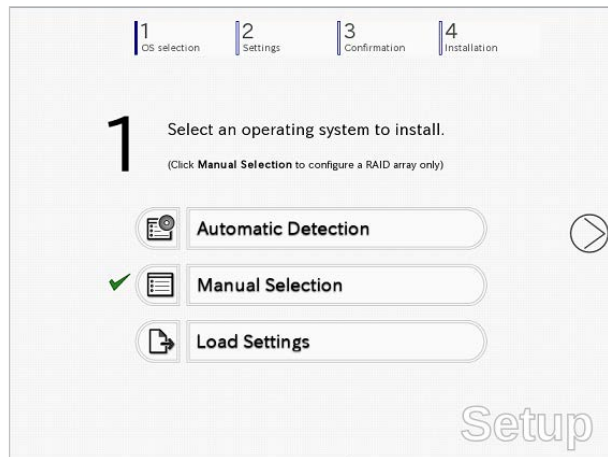 1
OS selection
2
Settings
3
Confirmation
4
Installation
1
Select an operating system to install.
(Click Manual Selection to configure a RAID array only)
Automatic Detection
Manual Selection
Load Settings
Setup